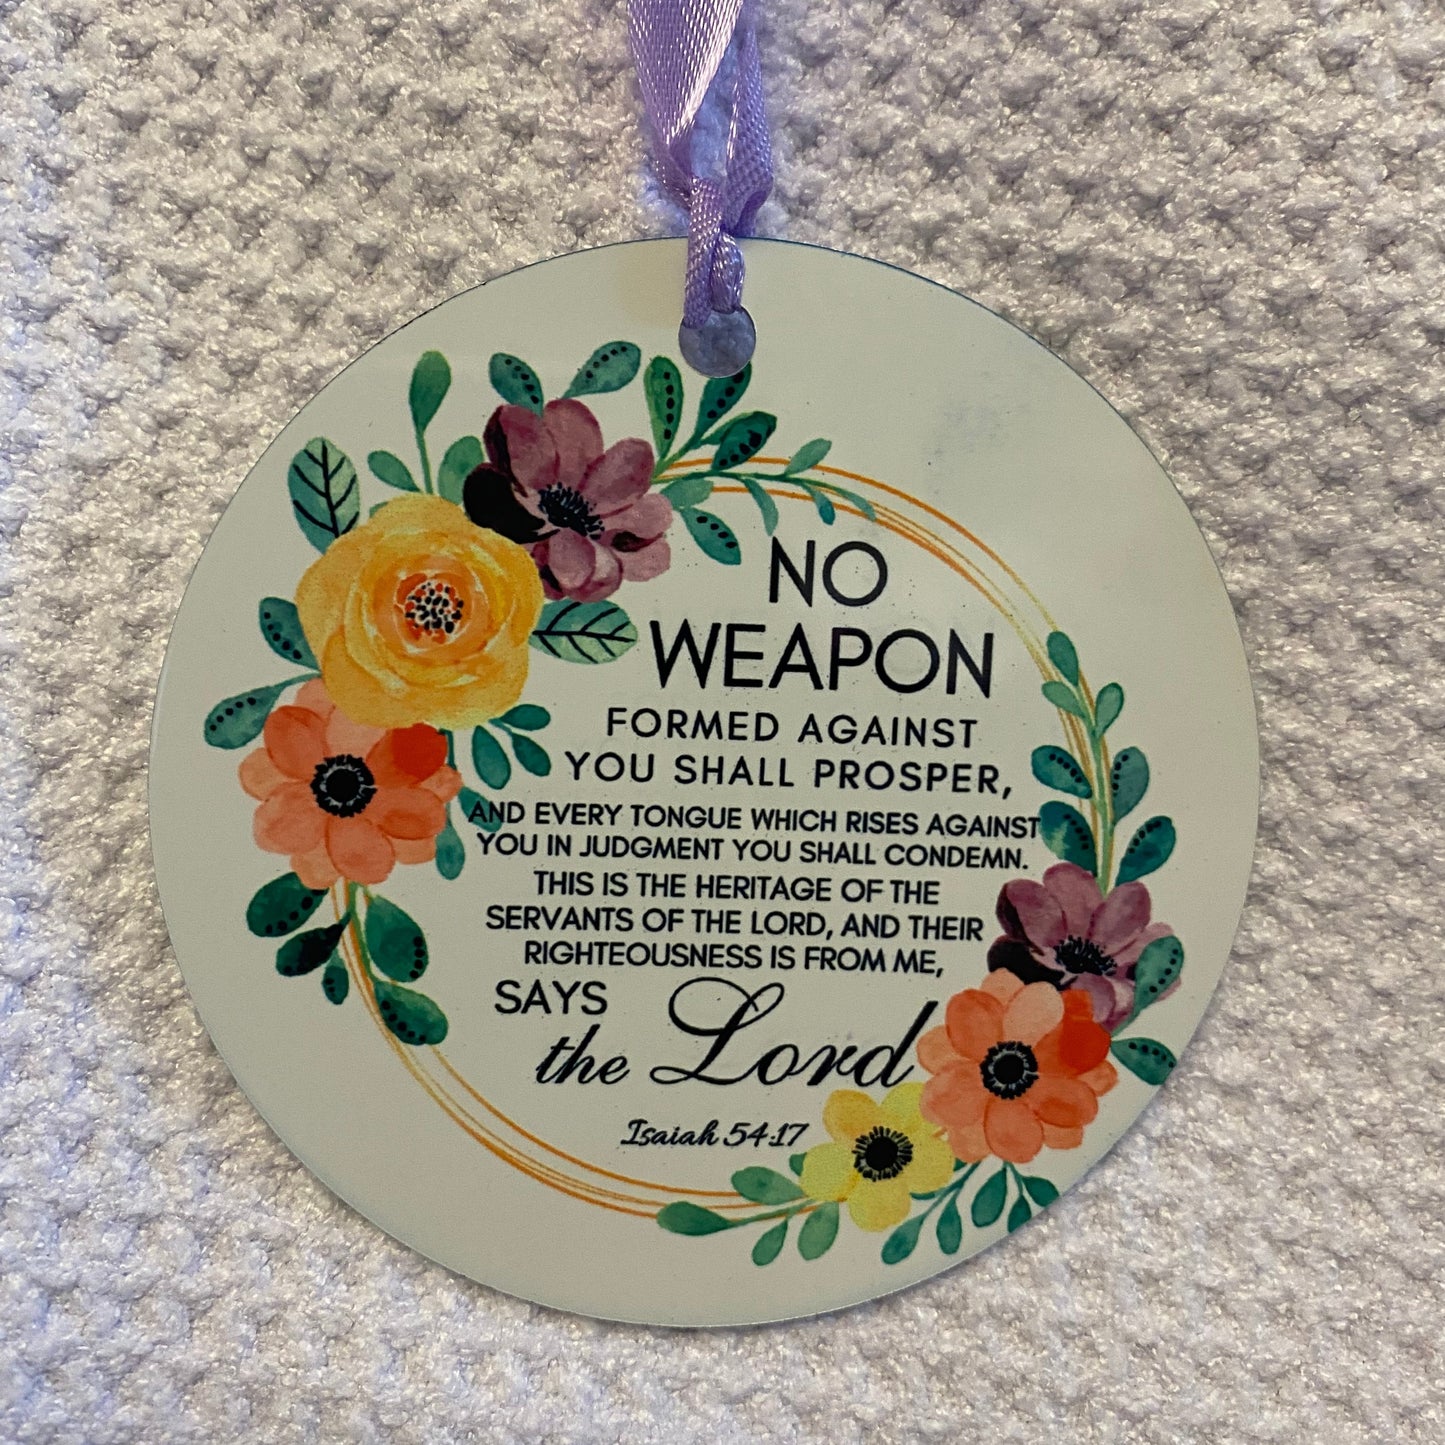 NO
WEAPON
FORMED AGAINST
YOU SHALL PROSPER,
AND EVERY TONGUE WHICH RISES AGAINST
YOU IN JUDGMENT YOU SHALL CONDEMN.
THIS IS THE HERITAGE OF THE
SERVANTS OF THE LORD, AND THEIR
RIGHTEOUSNESS IS FROM ME,
SAYS
the Lord
Isaiah 54:17